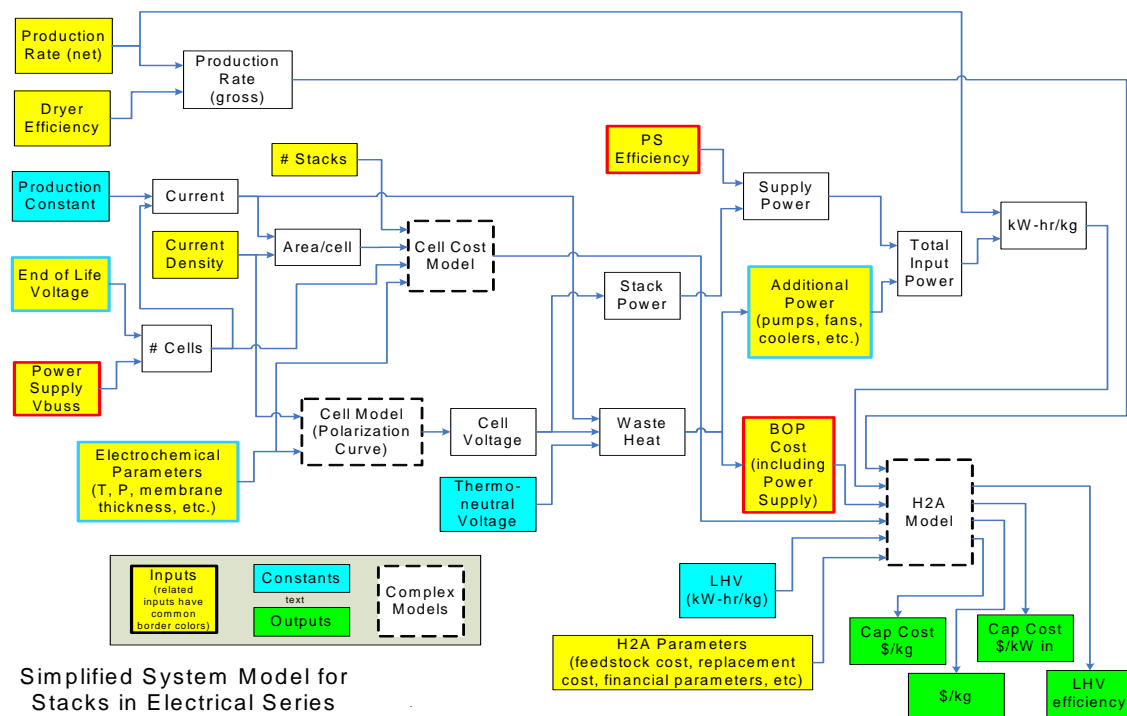 Production
Rate (net)
Production
Rate
(gross)
Dryer
Efficiency
# Stacks
PS
Efficiency
Production
Constant
Current
Supply
Power
kW-hr/kg
Current
Density
Area/cell
Cell Cost
Model
Total
Input
Power
End of Life
Voltage
Stack
Power
Additional
Power
(pumps, fans,
coolers, etc.)
# Cells
Power
Supply
Vbuss
Cell Model
(Polarization
Curve)
Cell
Voltage
Waste
Heat
BOP
Cost
(including
Power
Supply)
Electrochemical
Parameters
(T, P, membrane
thickness, etc.)
Thermo-
neutral
Voltage
H2A
Model
Inputs
(related
inputs have
common
border colors)
Constants
text
Outputs
Complex
Models
LHV
(kW-hr/kg)
H2A Parameters
(feedstock cost, replacement
cost, financial parameters, etc)
Cap Cost
$/kg
Cap Cost
$/kW in
$/kg
LHV
efficiency
Simplified System Model for
Stacks in Electrical Series